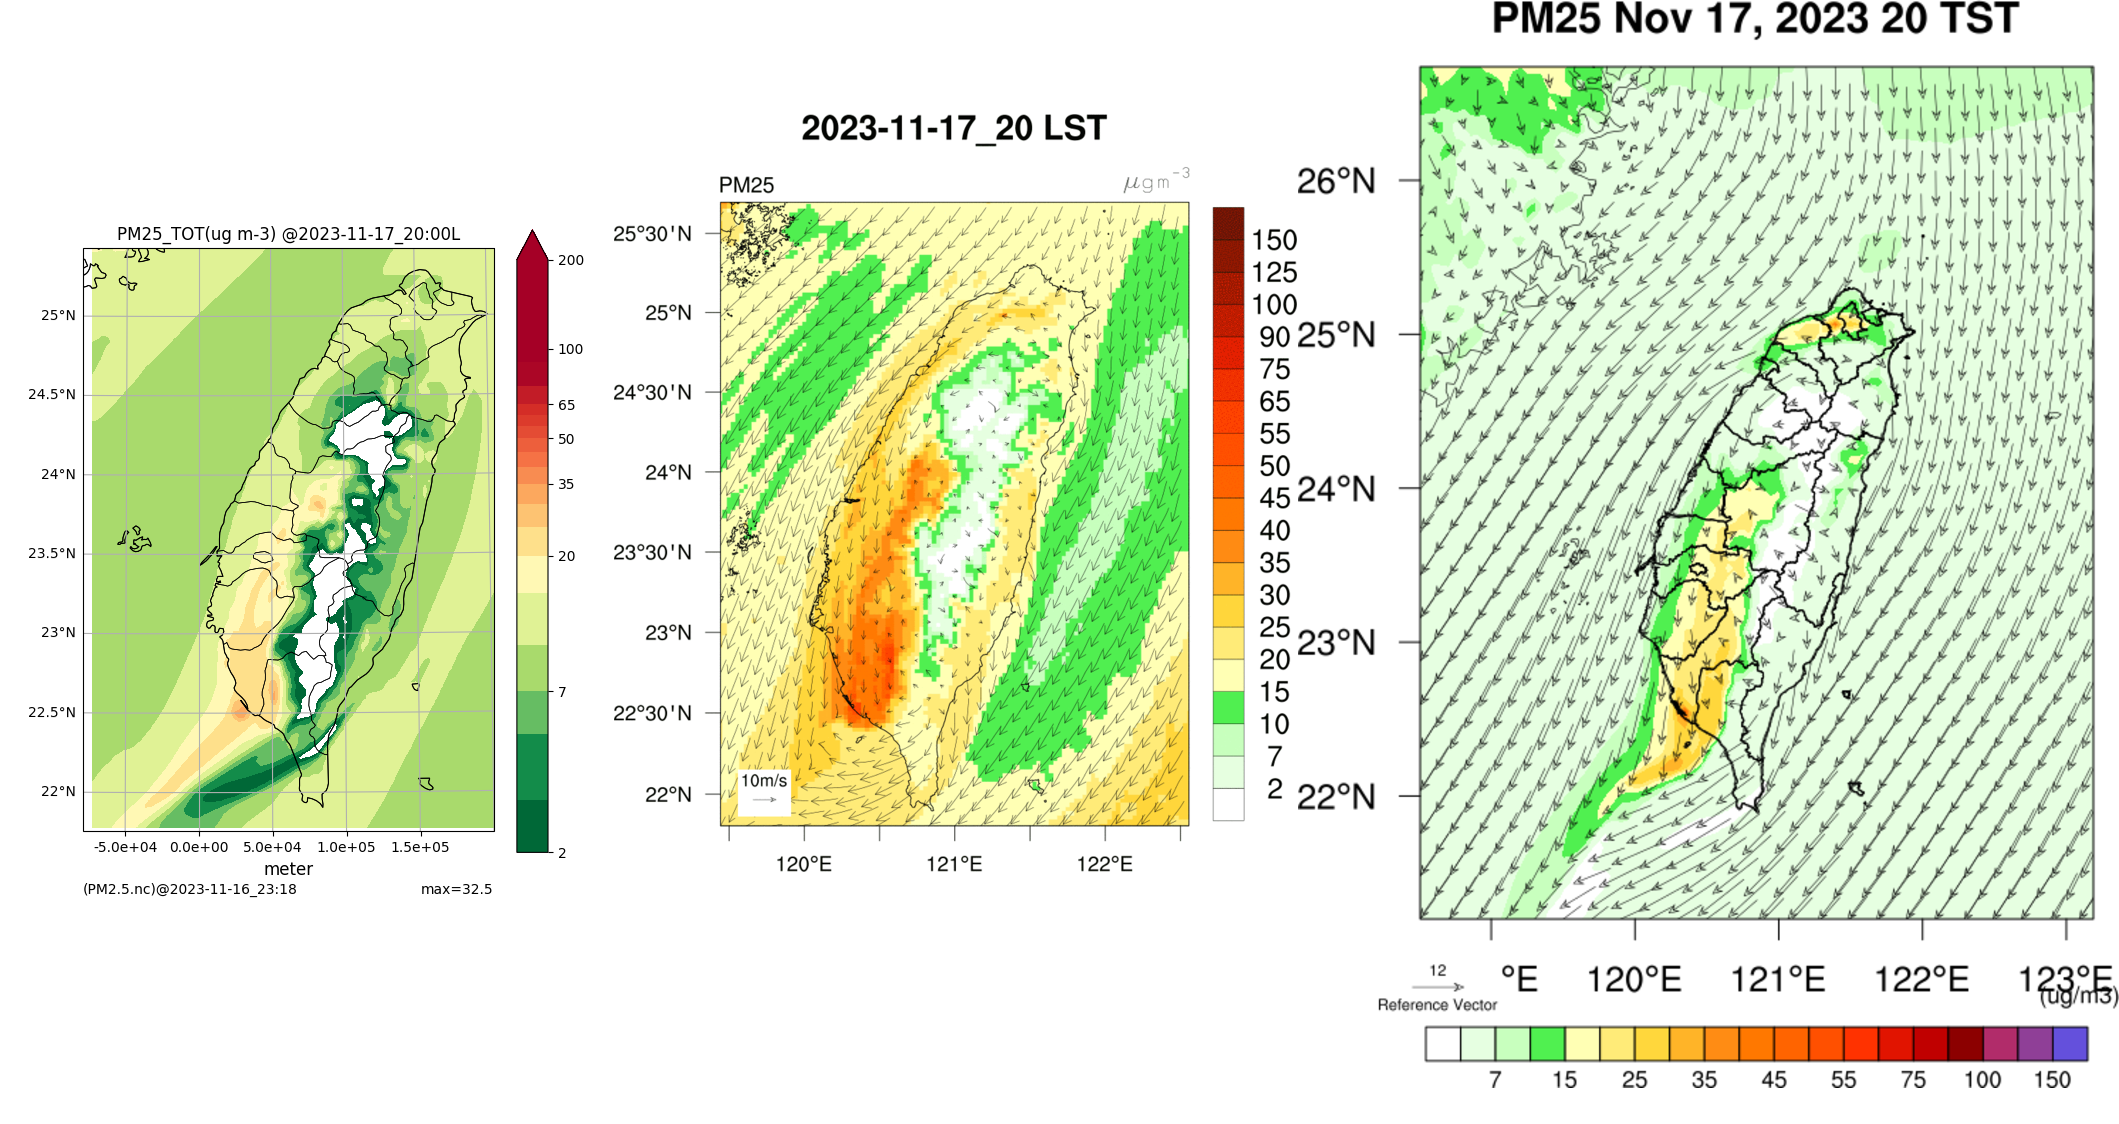 PM25_TOT(ug m-3) @2023-11-17_20:00L
25°N
24.5°N
24°N
23.5°N
23°N
22.5°N
22°N
-5.0e+04 0.0e+00 5.0e+04 1.0e+05 1.5e+05
meter
(PM2.5.nc)@2023-11-16_23:18 max=32.5
200
100
65
50
35
20
7
2
2023-11-17_20 LST
PM25 μgm⁻³
25°30'N
25°N
24°30'N
24°N
23°30'N
23°N
22°30'N
22°N
10m/s
120°E 121°E 122°E
150
125
100
90
75
65
55
50
45
40
35
30
25
20
15
10
7
2
PM25 Nov 17, 2023 20 TST
26°N
25°N
24°N
23°N
22°N
°E 120°E 121°E 122°E 123°E
12
Reference Vector
(ug/m3)
7 15 25 35 45 55 75 100 150